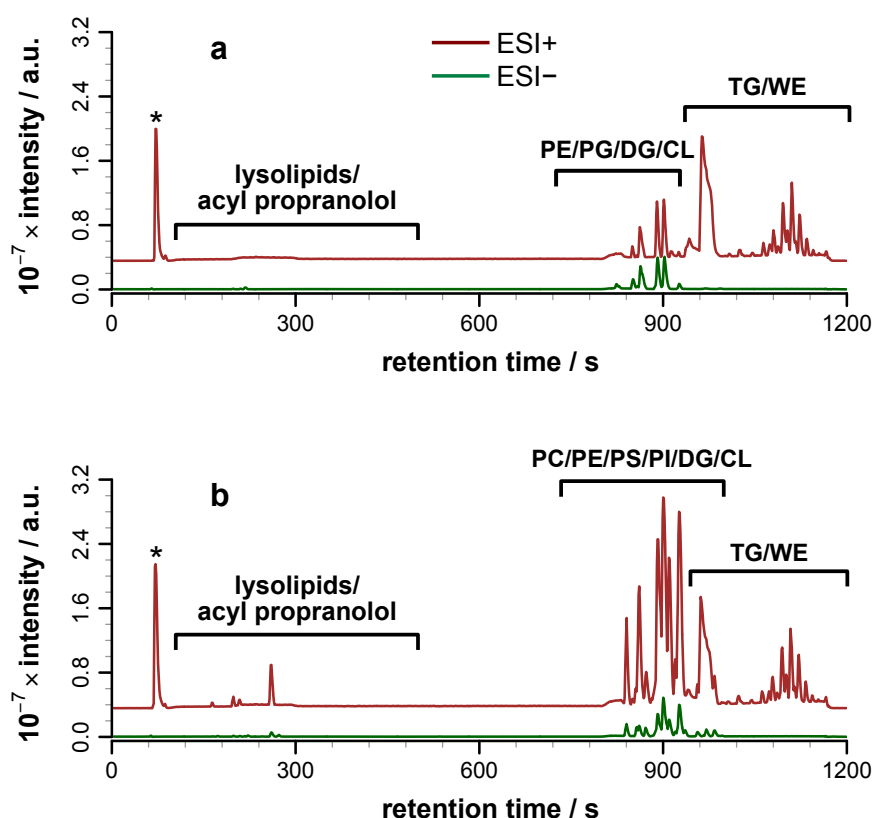 a
ESI+
ESI−
*
lysolipids/
acyl propranolol
PE/PG/DG/CL
TG/WE
10⁻⁷ × intensity / a.u.
0.0 0.8 1.6 2.4 3.2
0 300 600 900 1200
retention time / s
b
*
lysolipids/
acyl propranolol
PC/PE/PS/PI/DG/CL
TG/WE
10⁻⁷ × intensity / a.u.
0.0 0.8 1.6 2.4 3.2
0 300 600 900 1200
retention time / s